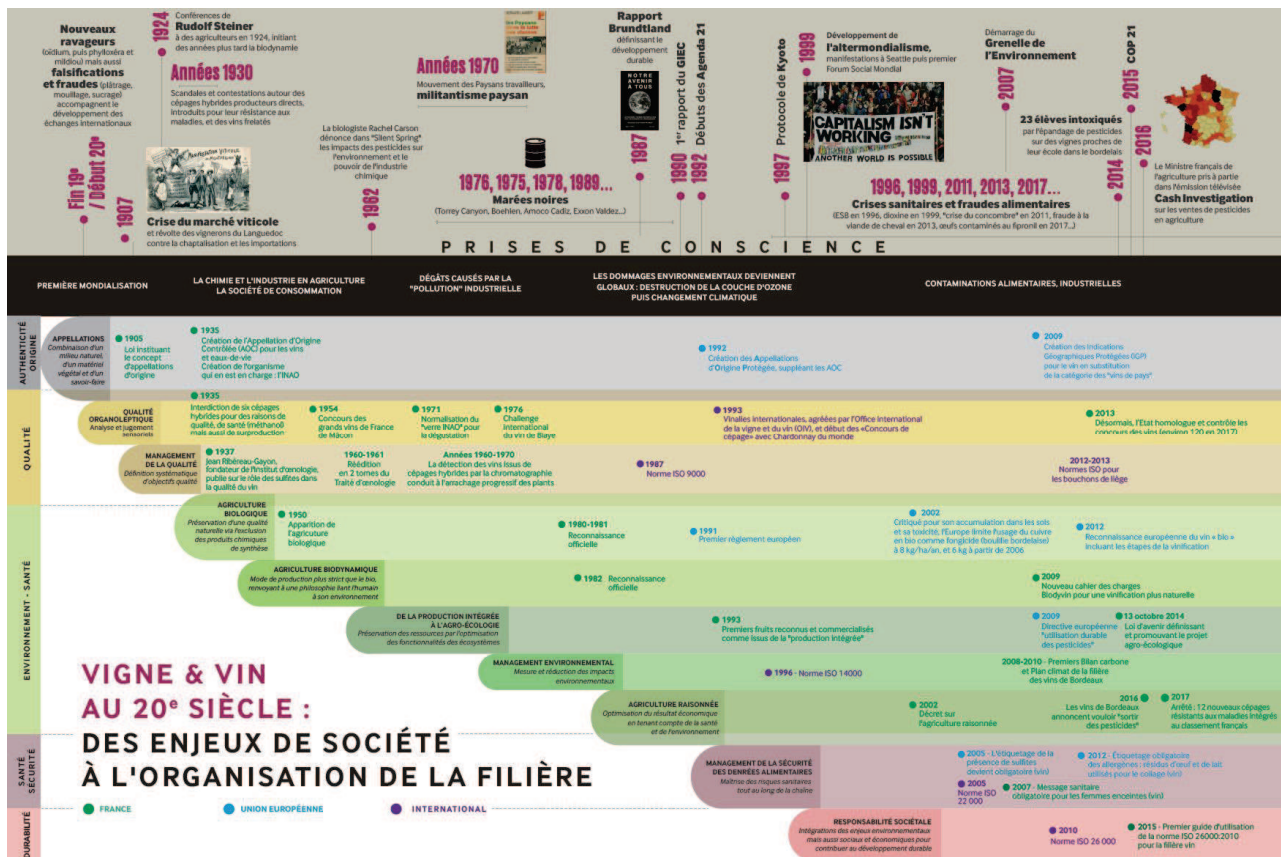 Nouveaux
ravageurs
(oïdium, puis phylloxéra et
mildiou) mais aussi
falsifications
et fraudes (plâtrage,
mouillage, sucrage)
accompagnent le
développement des
échanges internationaux
Fin 19e
/ Début 20e
1907
1924
Conférences de
Rudolf Steiner
à des agriculteurs en 1924, initiant
des années plus tard la biodynamie
Années 1930
Scandales et contestations autour des
cépages hybrides producteurs directs,
introduits pour leur résistance aux
maladies, et des vins frelatés
Crise du marché viticole
et révolte des vignerons du Languedoc
contre la chaptalisation et les importations
La biologiste Rachel Carson
dénonce dans "Silent Spring"
les impacts des pesticides sur
l'environnement et le
pouvoir de l'industrie
chimique
1962
Années 1970
Mouvement des Paysans travailleurs,
militantisme paysan
1976, 1975, 1978, 1989...
Marées noires
(Torrey Canyon, Boehlen, Amoco Cadiz, Exxon Valdez...)
Rapport
Brundtland
définissant le
développement
durable
NOTRE
AVENIR
À TOUS
1987
1990 1er rapport du GIEC
1992 Débuts des Agenda 21
1997 Protocole de Kyoto
1999
Développement de
l'altermondialisme,
manifestations à Seattle puis premier
Forum Social Mondial
CAPITALISM ISN'T
WORKING
ANOTHER WORLD IS POSSIBLE
1996, 1999, 2011, 2013, 2017...
Crises sanitaires et fraudes alimentaires
(ESB en 1996, dioxine en 1999, "crise du concombre" en 2011, fraude à la
viande de cheval en 2013, œufs contaminés au fipronil en 2017...)
Démarrage du
Grenelle de
l'Environnement
2007
23 élèves intoxiqués
par l'épandage de pesticides
sur des vignes proches de
leur école dans le bordelais
2014
2015 COP 21
2016
Le Ministre français de
l'agriculture pris à partie
dans l'émission télévisée
Cash Investigation
sur les ventes de pesticides
en agriculture
PRISES DE CONSCIENCE
PREMIÈRE MONDIALISATION
LA CHIMIE ET L'INDUSTRIE EN AGRICULTURE
LA SOCIÉTÉ DE CONSOMMATION
DÉGÂTS CAUSÉS PAR LA
"POLLUTION" INDUSTRIELLE
LES DOMMAGES ENVIRONNEMENTAUX DEVIENNENT
GLOBAUX : DESTRUCTION DE LA COUCHE D'OZONE
PUIS CHANGEMENT CLIMATIQUE
CONTAMINATIONS ALIMENTAIRES, INDUSTRIELLES
AUTHENTICITÉ
ORIGINE
APPELLATIONS
Combinaison d'un
milieu naturel,
d'un matériel
végétal et d'un
savoir-faire
1905
Loi instituant
le concept
d'appellations
d'origine
1935
Création de l'Appellation d'Origine
Contrôlée (AOC) pour les vins
et eaux-de-vie
Création de l'organisme
qui en est en charge : l'INAO
1992
Création des Appellations
d'Origine Protégée, suppléant les AOC
2009
Création des Indications
Géographiques Protégées (IGP)
pour le vin en substitution
de la catégorie des "vins de pays"
QUALITÉ
QUALITÉ
ORGANOLEPTIQUE
Analyse et jugement
sensoriels
1935
Interdiction de six cépages
hybrides pour des raisons de
qualité, de santé (méthanol)
mais aussi de surproduction
1954
Concours des
grands vins de France
de Mâcon
1971
Normalisation du
"verre INAO" pour
la dégustation
1976
Challenge
international
du vin de Blaye
1993
Vinalies internationales, agréées par l'Office International
de la vigne et du vin (OIV), et début des «Concours de
cépage» avec Chardonnay du monde
2013
Désormais, l'Etat homologue et contrôle les
concours des vins (environ 120 en 2017)
MANAGEMENT
DE LA QUALITÉ
Définition systématique
d'objectifs qualité
1937
Jean Ribéreau-Gayon,
fondateur de l'Institut d'œnologie,
publie sur le rôle des sulfites dans
la qualité du vin
1960-1961
Réédition
en 2 tomes du
Traité d'œnologie
Années 1960-1970
La détection des vins issus de
cépages hybrides par la chromatographie
conduit à l'arrachage progressif des plants
1987
Norme ISO 9000
2012-2013
Normes ISO pour
les bouchons de liège
ENVIRONNEMENT - SANTÉ
AGRICULTURE
BIOLOGIQUE
Préservation d'une qualité
naturelle via l'exclusion
des produits chimiques
de synthèse
1950
Apparition de
l'agricuture
biologique
1980-1981
Reconnaissance
officielle
1991
Premier règlement européen
2002
Critiqué pour son accumulation dans les sols
et sa toxicité, l'Europe limite l'usage du cuivre
en bio comme fongicide (bouillie bordelaise)
à 8 kg/ha/an, et 6 kg à partir de 2006
2012
Reconnaissance européenne du vin « bio »
incluant les étapes de la vinification
AGRICULTURE BIODYNAMIQUE
Mode de production plus strict que le bio,
renvoyant à une philosophie liant l'humain
à son environnement
1982 Reconnaissance
officielle
2009
Nouveau cahier des charges
Biodyvin pour une vinification plus naturelle
DE LA PRODUCTION INTÉGRÉE
À L'AGRO-ÉCOLOGIE
Préservation des ressources par l'optimisation
des fonctionnalités des écosystèmes
1993
Premiers fruits reconnus et commercialisés
comme issus de la "production intégrée"
2009
Directive européenne
"utilisation durable
des pesticides"
13 octobre 2014
Loi d'avenir définissant
et promouvant le projet
agro-écologique
MANAGEMENT ENVIRONNEMENTAL
Mesure et réduction des impacts
environnementaux
1996 - Norme ISO 14000
2008-2010 - Premiers Bilan carbone
et Plan climat de la filière
des vins de Bordeaux
AGRICULTURE RAISONNÉE
Optimisation du résultat économique
en tenant compte de la santé
et de l'environnement
2002
Décret sur
l'agriculture raisonnée
2016
Les vins de Bordeaux
annoncent vouloir "sortir
des pesticides"
2017
Arrêté : 12 nouveaux cépages
résistants aux maladies intégrés
au classement français
SANTÉ
SÉCURITÉ
MANAGEMENT DE LA SÉCURITÉ
DES DENRÉES ALIMENTAIRES
Maîtrise des risques sanitaires
tout au long de la chaîne
2005 - L'étiquetage de la
présence de sulfites
devient obligatoire (vin)
2012 - Étiquetage obligatoire
des allergènes : résidus d'œuf et de lait
utilisés pour le collage (vin)
2005
Norme ISO
22 000
2007 - Message sanitaire
obligatoire pour les femmes enceintes (vin)
DURABILITÉ
RESPONSABILITÉ SOCIÉTALE
Intégrations des enjeux environnementaux
mais aussi sociaux et économiques pour
contribuer au développement durable
2010
Norme ISO 26 000
2015 - Premier guide d'utilisation
de la norme ISO 26000:2010
pour la filière vin
VIGNE & VIN
AU 20e SIÈCLE :
DES ENJEUX DE SOCIÉTÉ
À L'ORGANISATION DE LA FILIÈRE
FRANCE
UNION EUROPÉENNE
INTERNATIONAL